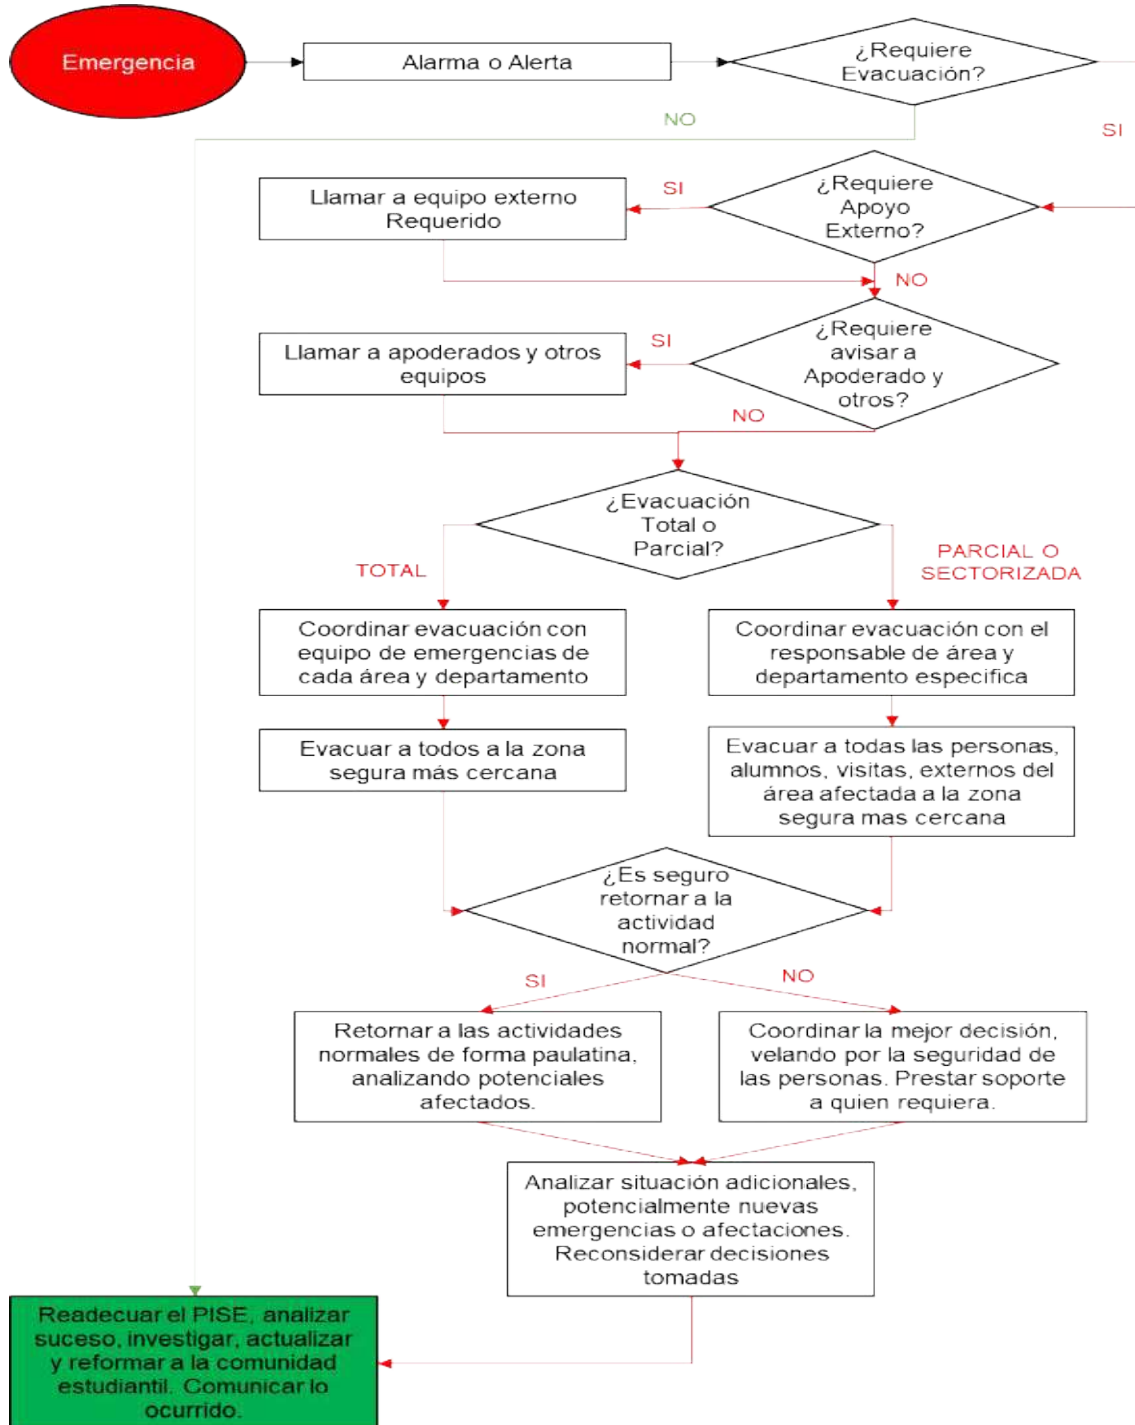 Emergencia
Alarma o Alerta
¿Requiere
Evacuación?
NO
SI
¿Requiere
Apoyo
Externo?
SI
Llamar a equipo externo
Requerido
NO
¿Requiere
avisar a
Apoderado y
otros?
SI
Llamar a apoderados y otros
equipos
NO
¿Evacuación
Total o
Parcial?
TOTAL
PARCIAL O
SECTORIZADA
Coordinar evacuación con
equipo de emergencias de
cada área y departamento
Coordinar evacuación con el
responsable de área y
departamento especifica
Evacuar a todos a la zona
segura más cercana
Evacuar a todas las personas,
alumnos, visitas, externos del
área afectada a la zona
segura mas cercana
¿Es seguro
retornar a la
actividad
normal?
SI
NO
Retornar a las actividades
normales de forma paulatina,
analizando potenciales
afectados.
Coordinar la mejor decisión,
velando por la seguridad de
las personas. Prestar soporte
a quien requiera.
Analizar situación adicionales,
potencialmente nuevas
emergencias o afectaciones.
Reconsiderar decisiones
tomadas
Readecuar el PISE, analizar
suceso, investigar, actualizar
y reformar a la comunidad
estudiantil. Comunicar lo
ocurrido.